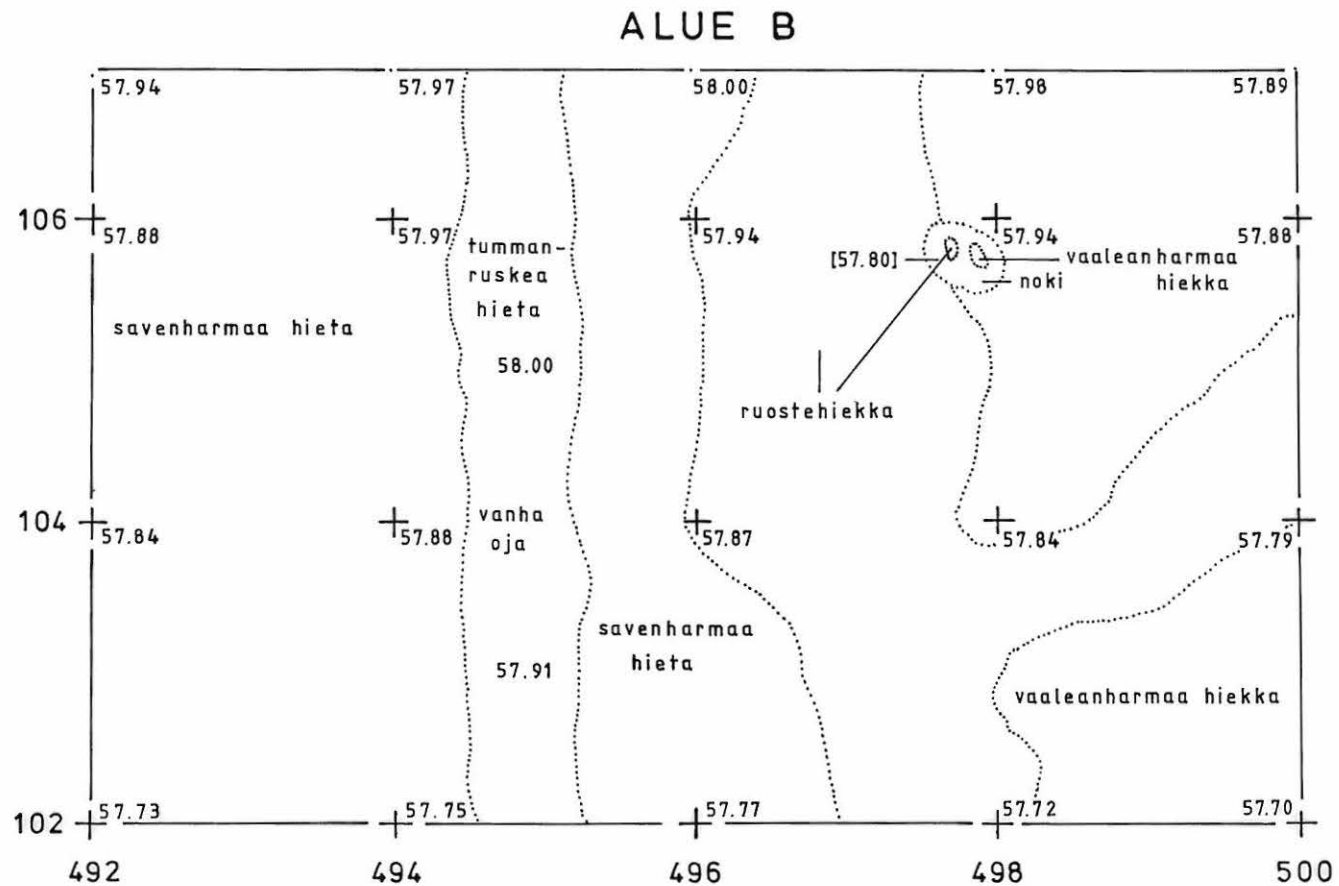 ALUE B
57.94 57.97 58.00 57.98 57.89
106
57.88 57.97 57.94 57.94 57.88
tumman-
ruskea
hieta
[57.80]
vaaleanharmaa
hiekka
noki
savenharmaa hieta
58.00
ruostehiekka
104
57.84 57.88 57.87 57.84 57.79
vanha
oja
savenharmaa
hieta
57.91
vaaleanharmaa hiekka
102
57.73 57.75 57.77 57.72 57.70
492 494 496 498 500